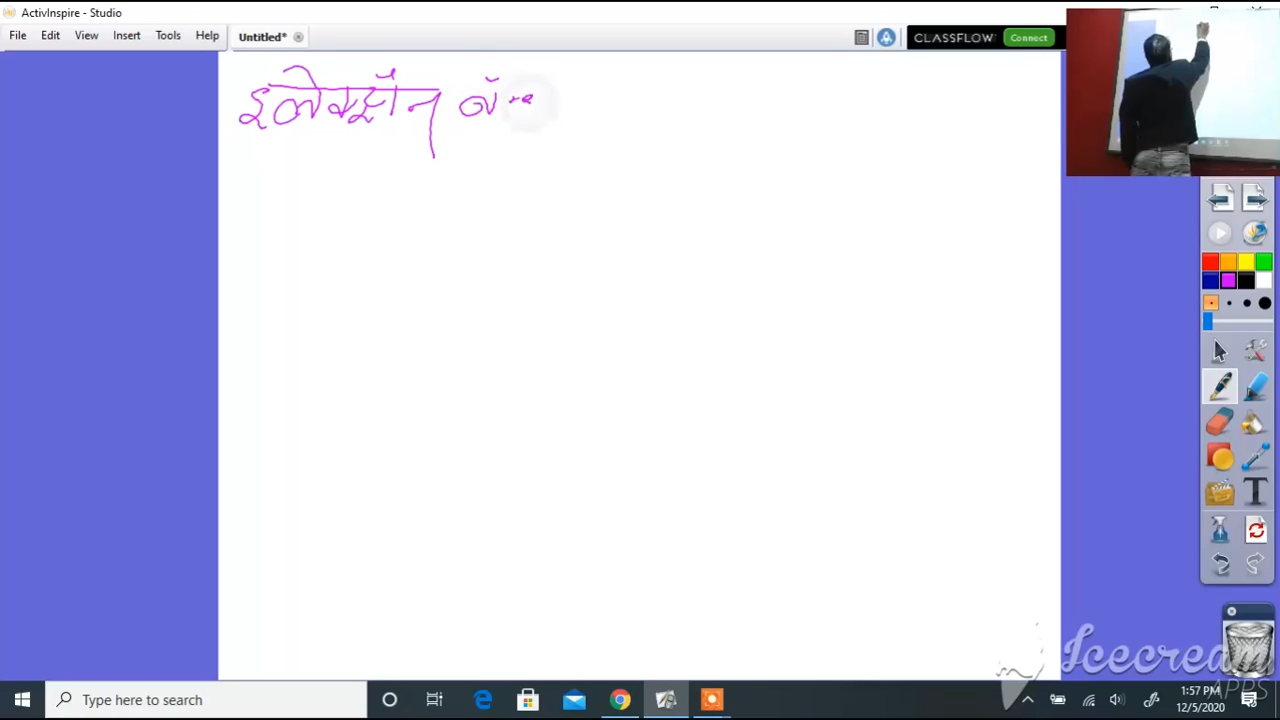 ActivInspire - Studio
File Edit View Insert Tools Help
Untitled*
CLASSFLOW Connect
इलेक्ट्रॉन
T
Icecream
APPS
Type here to search
1:57 PM
12/5/2020